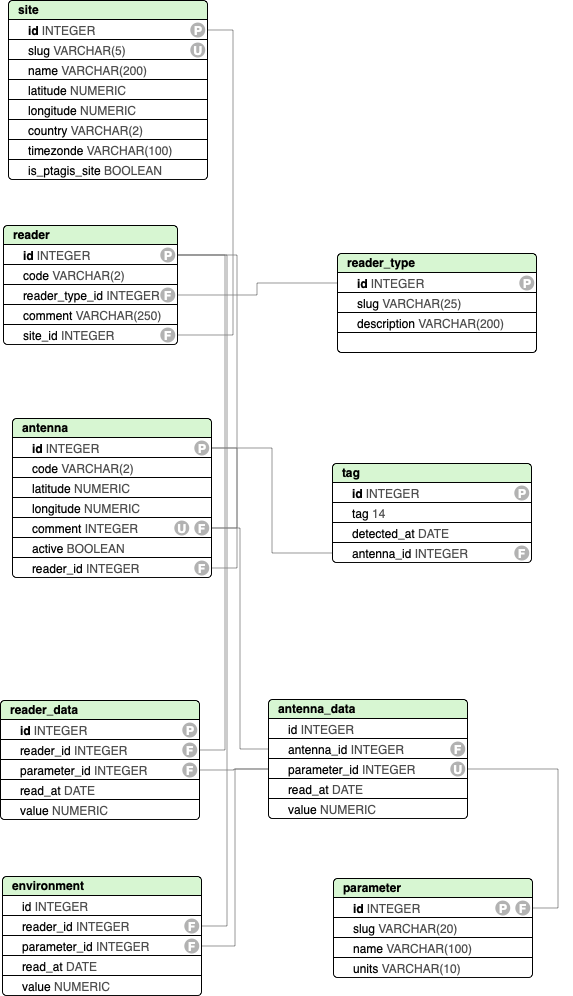 site
id INTEGER P
slug VARCHAR(5) U
name VARCHAR(200)
latitude NUMERIC
longitude NUMERIC
country VARCHAR(2)
timezonde VARCHAR(100)
is_ptagis_site BOOLEAN
reader
id INTEGER P
code VARCHAR(2)
reader_type_id INTEGER F
comment VARCHAR(250)
site_id INTEGER F
reader_type
id INTEGER P
slug VARCHAR(25)
description VARCHAR(200)
antenna
id INTEGER P
code VARCHAR(2)
latitude NUMERIC
longitude NUMERIC
comment INTEGER U F
active BOOLEAN
reader_id INTEGER F
tag
id INTEGER P
tag 14
detected_at DATE
antenna_id INTEGER F
reader_data
id INTEGER P
reader_id INTEGER F
parameter_id INTEGER F
read_at DATE
value NUMERIC
antenna_data
id INTEGER
antenna_id INTEGER F
parameter_id INTEGER U
read_at DATE
value NUMERIC
environment
id INTEGER
reader_id INTEGER F
parameter_id INTEGER F
read_at DATE
value NUMERIC
parameter
id INTEGER P F
slug VARCHAR(20)
name VARCHAR(100)
units VARCHAR(10)